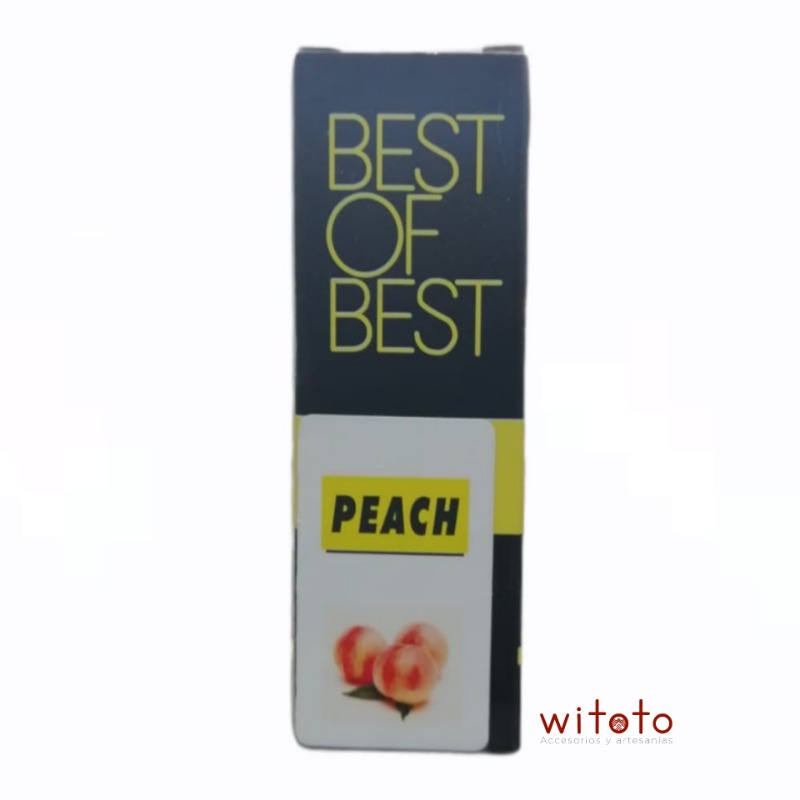 BEST
OF
BEST
PEACH
witoto
Accesorios y artesanías